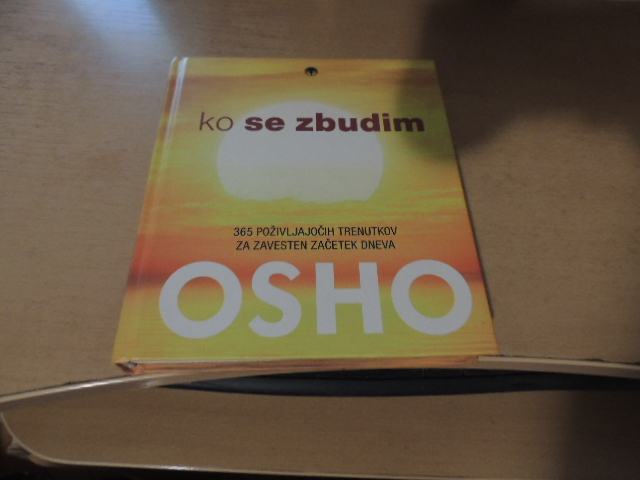 ko se zbudim
365 POŽIVLJAJOČIH TRENUTKOV
ZA ZAVESTEN ZAČETEK DNEVA
OSHO